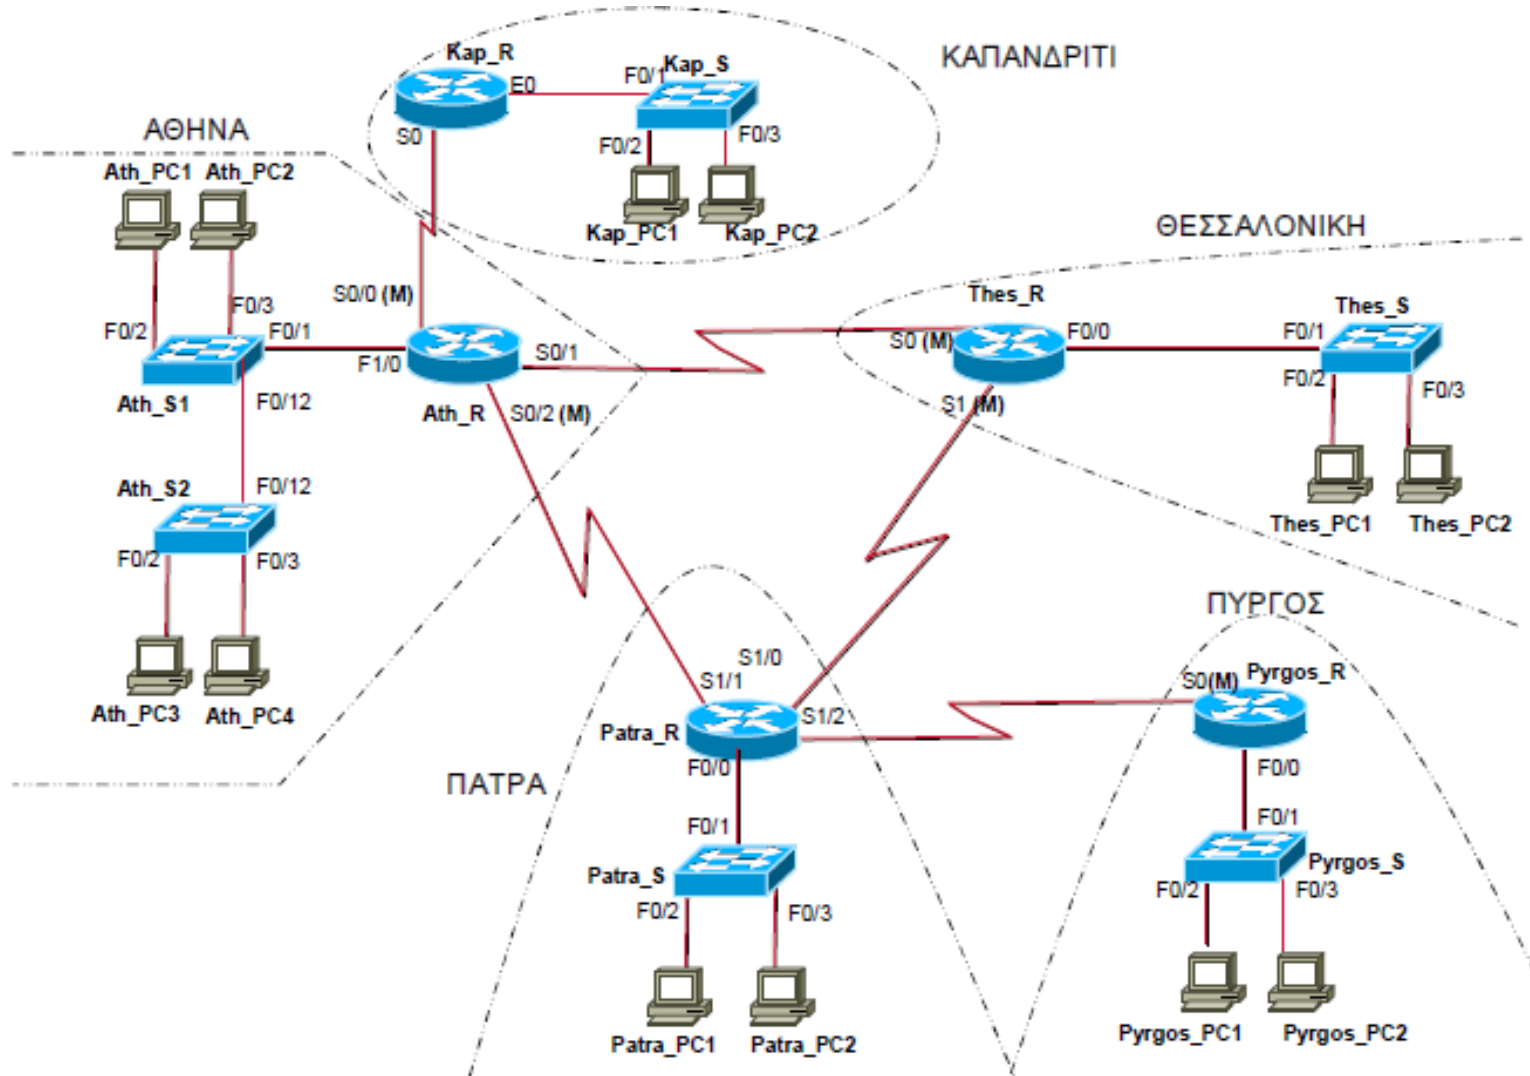 Kap_R
ΚΑΠΑΝΔΡΙΤΙ
Kap_S
F0/1
E0
ΑΘΗΝΑ
S0
F0/2
F0/3
Ath_PC1
Ath_PC2
Kap_PC1
Kap_PC2
ΘΕΣΣΑΛΟΝΙΚΗ
S0/0 (M)
Thes_R
F0/3
Thes_S
F0/2
F0/1
F0/0
F0/1
S0 (M)
S0/1
F1/0
F0/2
F0/3
Ath_S1
F0/12
Ath_R
S0/2 (M)
S1 (M)
Ath_S2
F0/12
Thes_PC1
Thes_PC2
F0/2
F0/3
ΠΥΡΓΟΣ
S1/0
Pyrgos_R
S1/1
S0(M)
Ath_PC3
Ath_PC4
S1/2
Patra_R
F0/0
F0/0
ΠΑΤΡΑ
F0/1
F0/1
Patra_S
Pyrgos_S
F0/2
F0/3
F0/2
F0/3
Patra_PC1
Patra_PC2
Pyrgos_PC1
Pyrgos_PC2